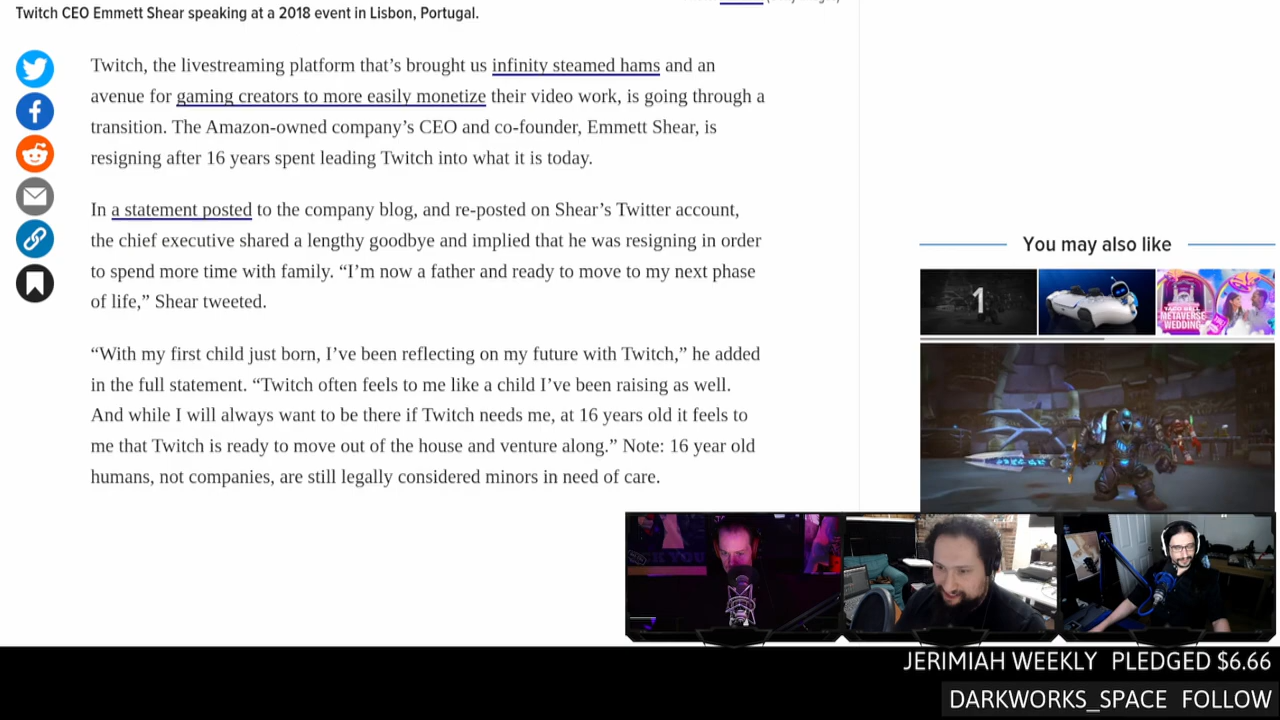 Twitch CEO Emmett Shear speaking at a 2018 event in Lisbon, Portugal.
Twitch, the livestreaming platform that’s brought us infinity steamed hams and an
avenue for gaming creators to more easily monetize their video work, is going through a
transition. The Amazon-owned company’s CEO and co-founder, Emmett Shear, is
resigning after 16 years spent leading Twitch into what it is today.
In a statement posted to the company blog, and re-posted on Shear’s Twitter account,
the chief executive shared a lengthy goodbye and implied that he was resigning in order
to spend more time with family. “I’m now a father and ready to move to my next phase
of life,” Shear tweeted.
“With my first child just born, I’ve been reflecting on my future with Twitch,” he added
in the full statement. “Twitch often feels to me like a child I’ve been raising as well.
And while I will always want to be there if Twitch needs me, at 16 years old it feels to
me that Twitch is ready to move out of the house and venture along.” Note: 16 year old
humans, not companies, are still legally considered minors in need of care.
You may also like
1
TACO BELL
METAVERSE
WEDDING
JERIMIAH WEEKLY PLEDGED $6.66
DARKWORKS_SPACE FOLLOW